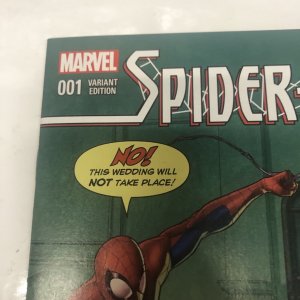 MARVEL
001 VARIANT
EDITION
SPIDER-
NO!
THIS WEDDING WILL
NOT TAKE PLACE!